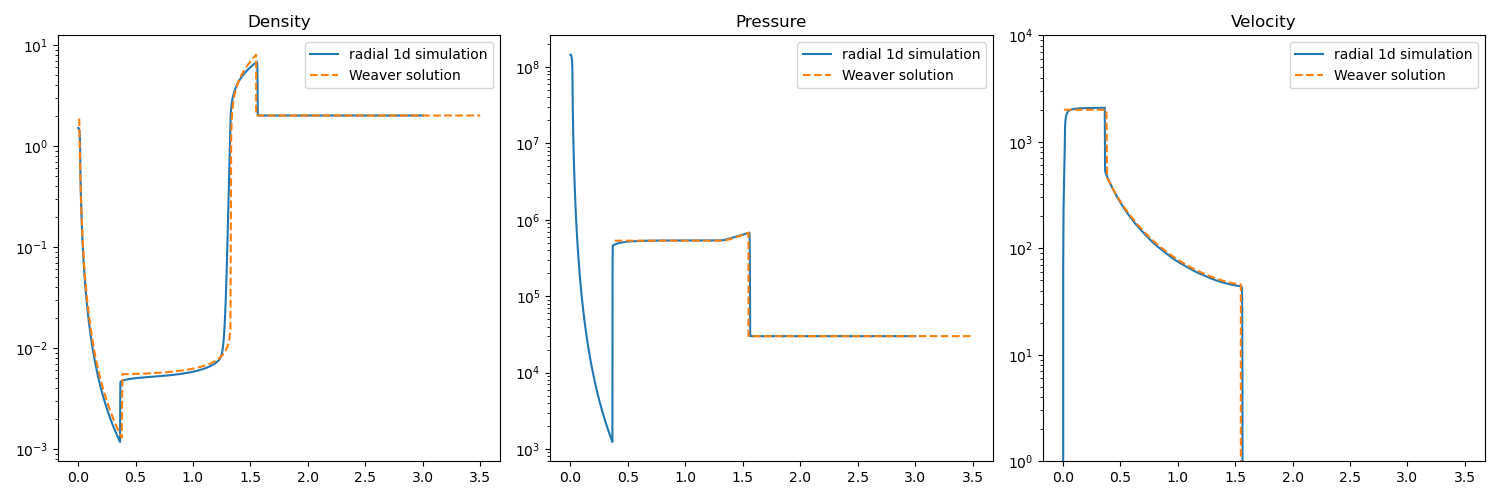 Density
radial 1d simulation
Weaver solution
10^1
10^0
10^-1
10^-2
10^-3
0.0 0.5 1.0 1.5 2.0 2.5 3.0 3.5
Pressure
radial 1d simulation
Weaver solution
10^8
10^7
10^6
10^5
10^4
10^3
0.0 0.5 1.0 1.5 2.0 2.5 3.0 3.5
Velocity
radial 1d simulation
Weaver solution
10^4
10^3
10^2
10^1
10^0
0.0 0.5 1.0 1.5 2.0 2.5 3.0 3.5